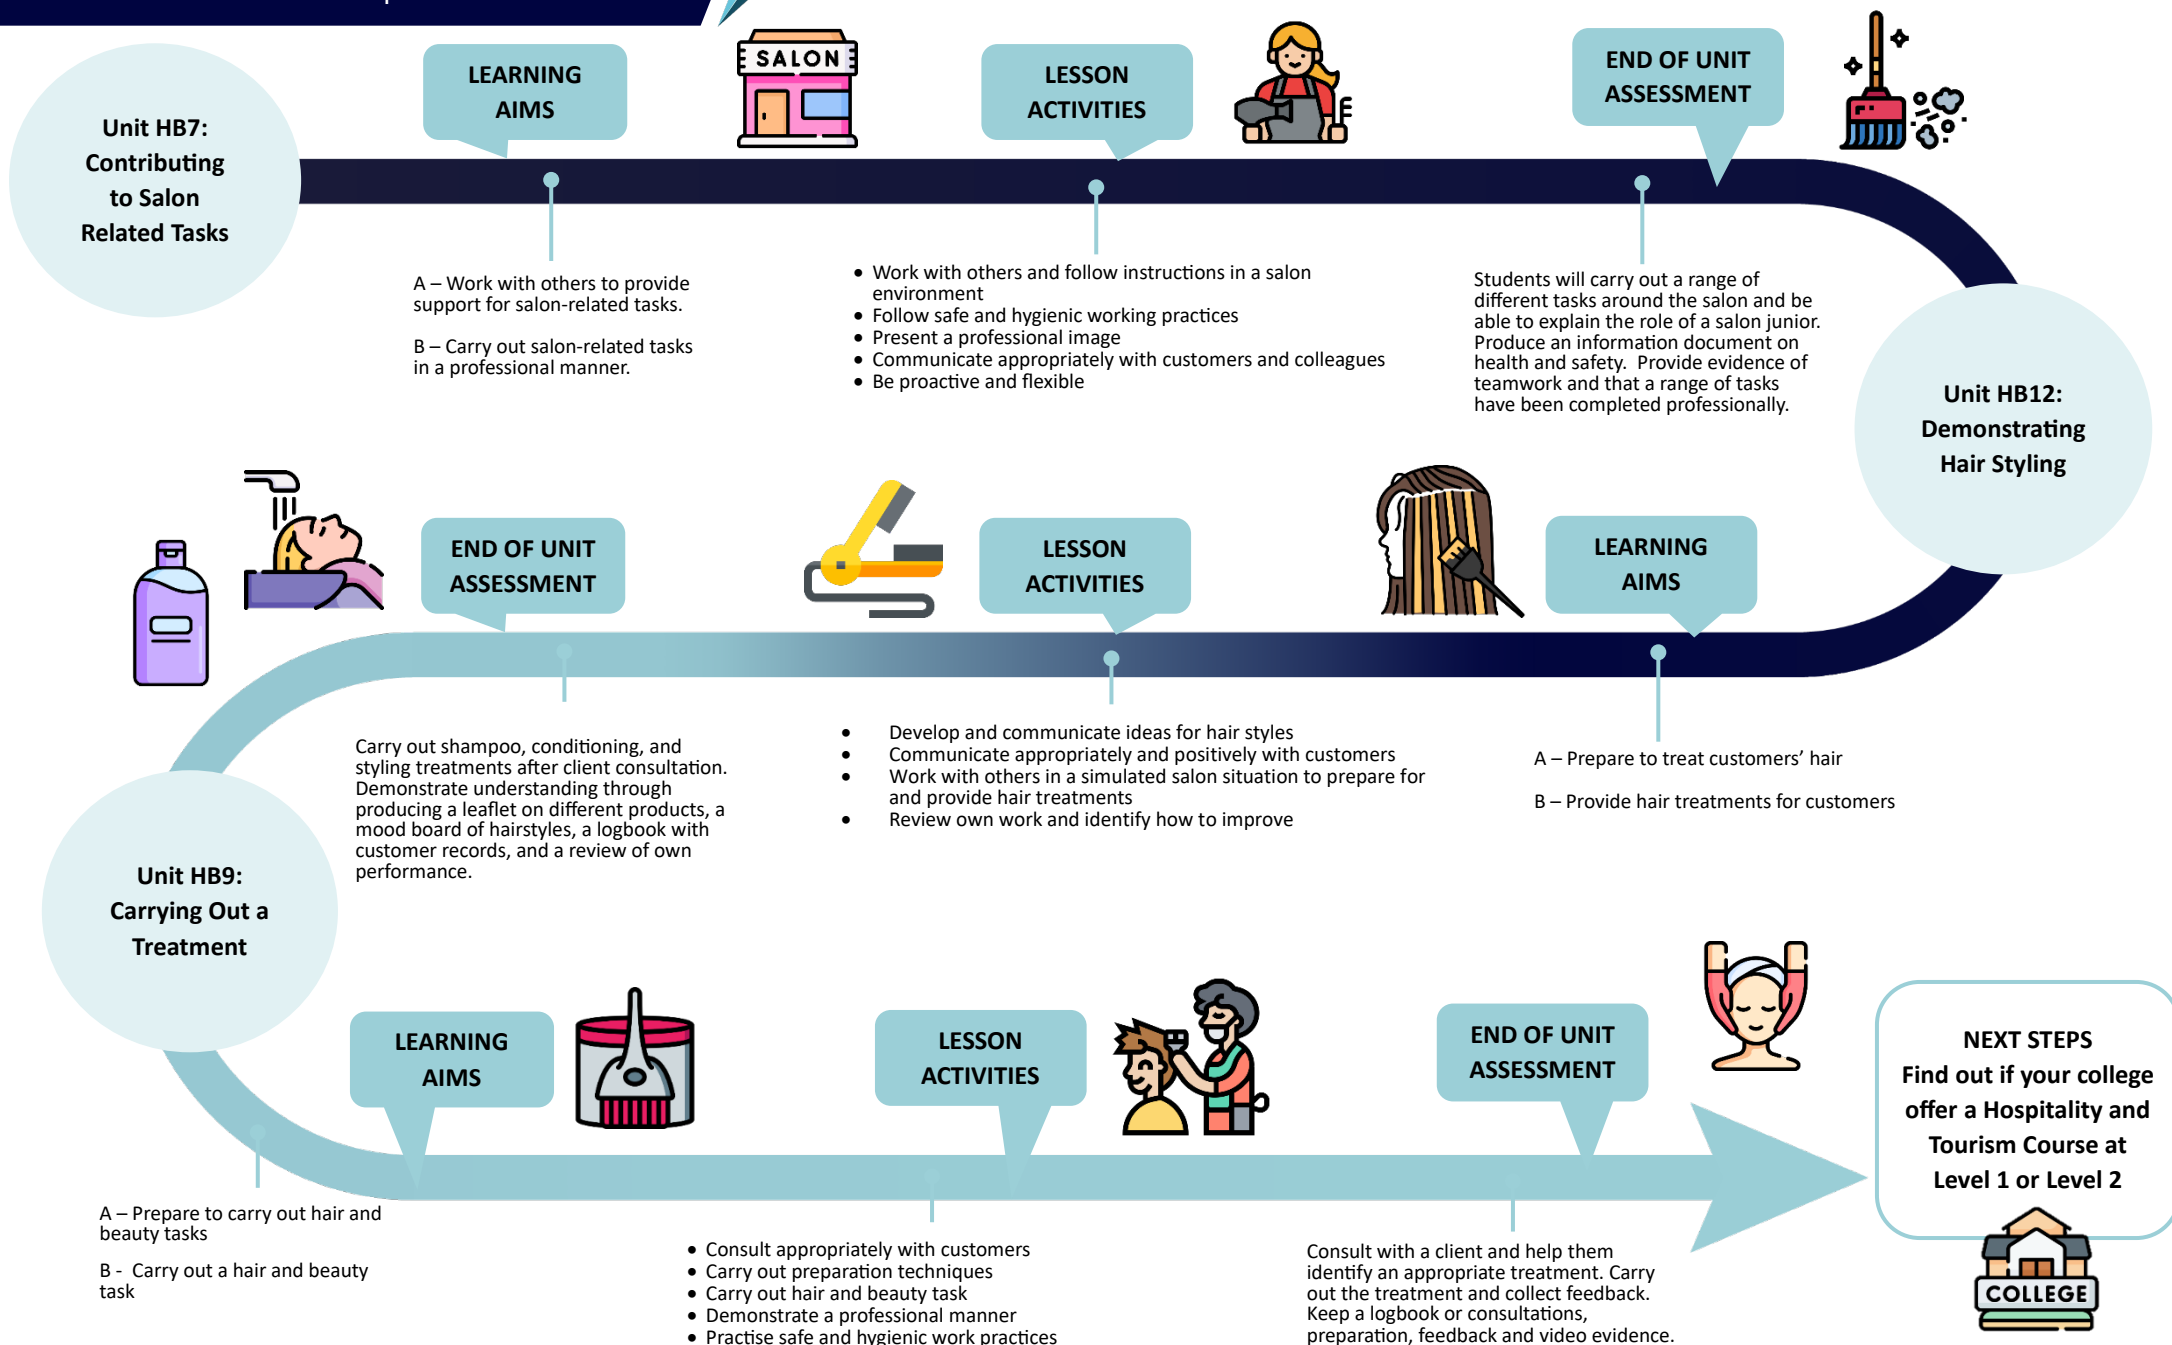 Unit HB7:
Contributing
to Salon
Related Tasks
LEARNING
AIMS
SALON
LESSON
ACTIVITIES
END OF UNIT
ASSESSMENT
A – Work with others to provide
support for salon-related tasks.
B – Carry out salon-related tasks
in a professional manner.
• Work with others and follow instructions in a salon
environment
• Follow safe and hygienic working practices
• Present a professional image
• Communicate appropriately with customers and colleagues
• Be proactive and flexible
Students will carry out a range of
different tasks around the salon and be
able to explain the role of a salon junior.
Produce an information document on
health and safety.  Provide evidence of
teamwork and that a range of tasks
have been completed professionally.
Unit HB12:
Demonstrating
Hair Styling
LEARNING
AIMS
LESSON
ACTIVITIES
END OF UNIT
ASSESSMENT
A – Prepare to treat customers’ hair
B – Provide hair treatments for customers
• Develop and communicate ideas for hair styles
• Communicate appropriately and positively with customers
• Work with others in a simulated salon situation to prepare for
and provide hair treatments
• Review own work and identify how to improve
Carry out shampoo, conditioning, and
styling treatments after client consultation.
Demonstrate understanding through
producing a leaflet on different products, a
mood board of hairstyles, a logbook with
customer records, and a review of own
performance.
Unit HB9:
Carrying Out a
Treatment
LEARNING
AIMS
LESSON
ACTIVITIES
END OF UNIT
ASSESSMENT
A – Prepare to carry out hair and
beauty tasks
B -  Carry out a hair and beauty
task
• Consult appropriately with customers
• Carry out preparation techniques
• Carry out hair and beauty task
• Demonstrate a professional manner
• Practise safe and hygienic work practices
Consult with a client and help them
identify an appropriate treatment. Carry
out the treatment and collect feedback.
Keep a logbook or consultations,
preparation, feedback and video evidence.
NEXT STEPS
Find out if your college
offer a Hospitality and
Tourism Course at
Level 1 or Level 2
COLLEGE